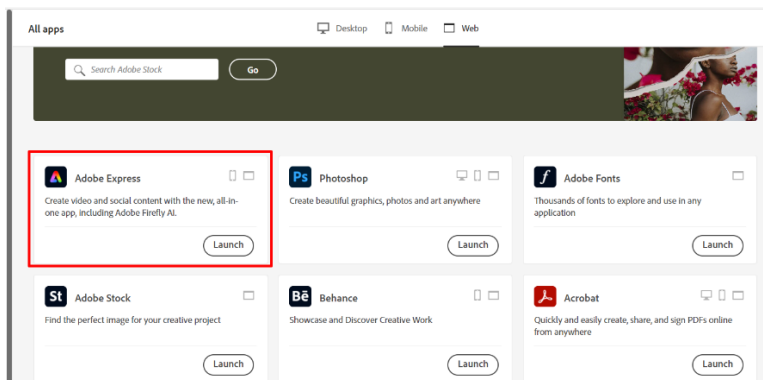 All apps
Desktop Mobile Web
Search Adobe Stock Go
Adobe Express
Create video and social content with the new, all-in-
one app, including Adobe Firefly AI.
Launch
Ps Photoshop
Create beautiful graphics, photos and art anywhere
Launch
f Adobe Fonts
Thousands of fonts to explore and use in any
application
Launch
St Adobe Stock
Find the perfect image for your creative project
Launch
Bē Behance
Showcase and Discover Creative Work
Launch
Acrobat
Quickly and easily create, share, and sign PDFs online
from anywhere
Launch